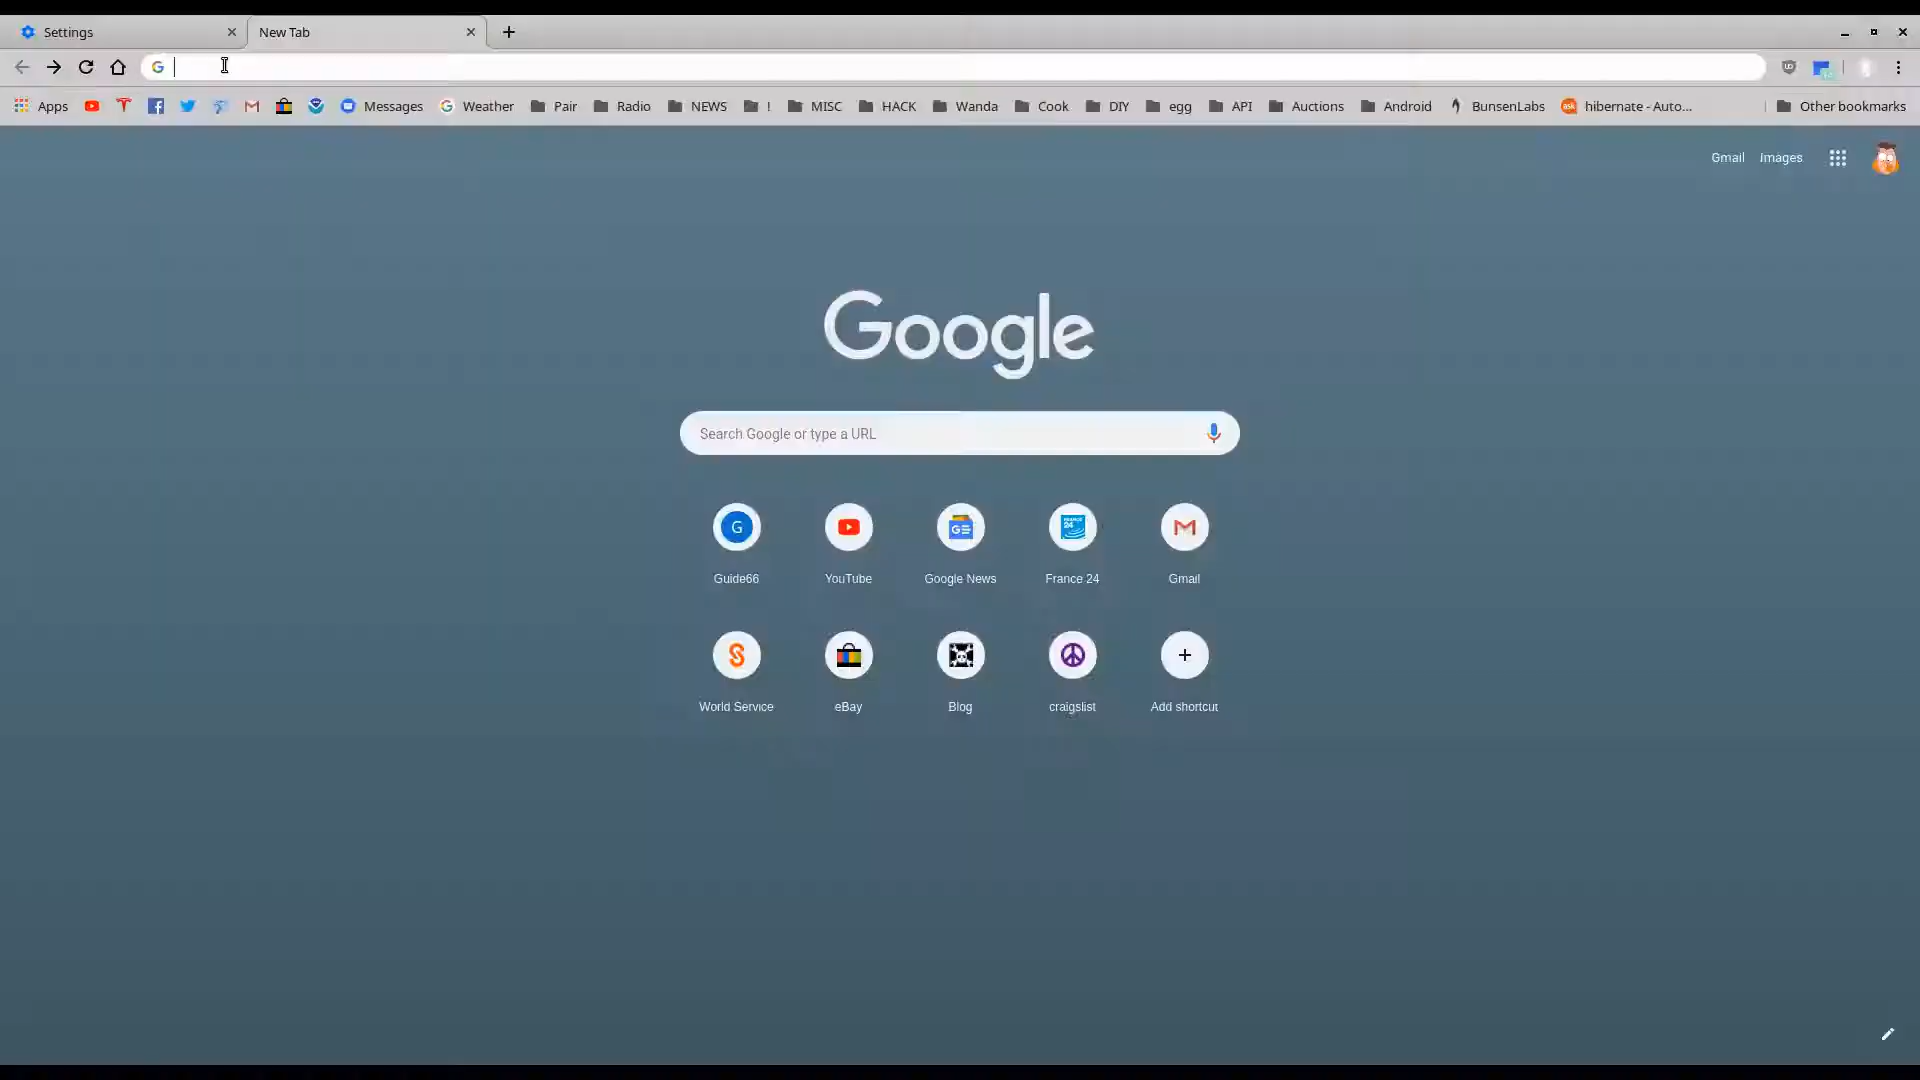 Settings
New Tab
Apps Messages Weather Pair Radio NEWS ! MISC HACK Wanda Cook DIY egg API Auctions Android BunsenLabs hibernate - Auto... Other bookmarks
Gmail Images
Google
Search Google or type a URL
G
Guide66 YouTube Google News France 24 Gmail
World Service eBay Blog craigslist Add shortcut